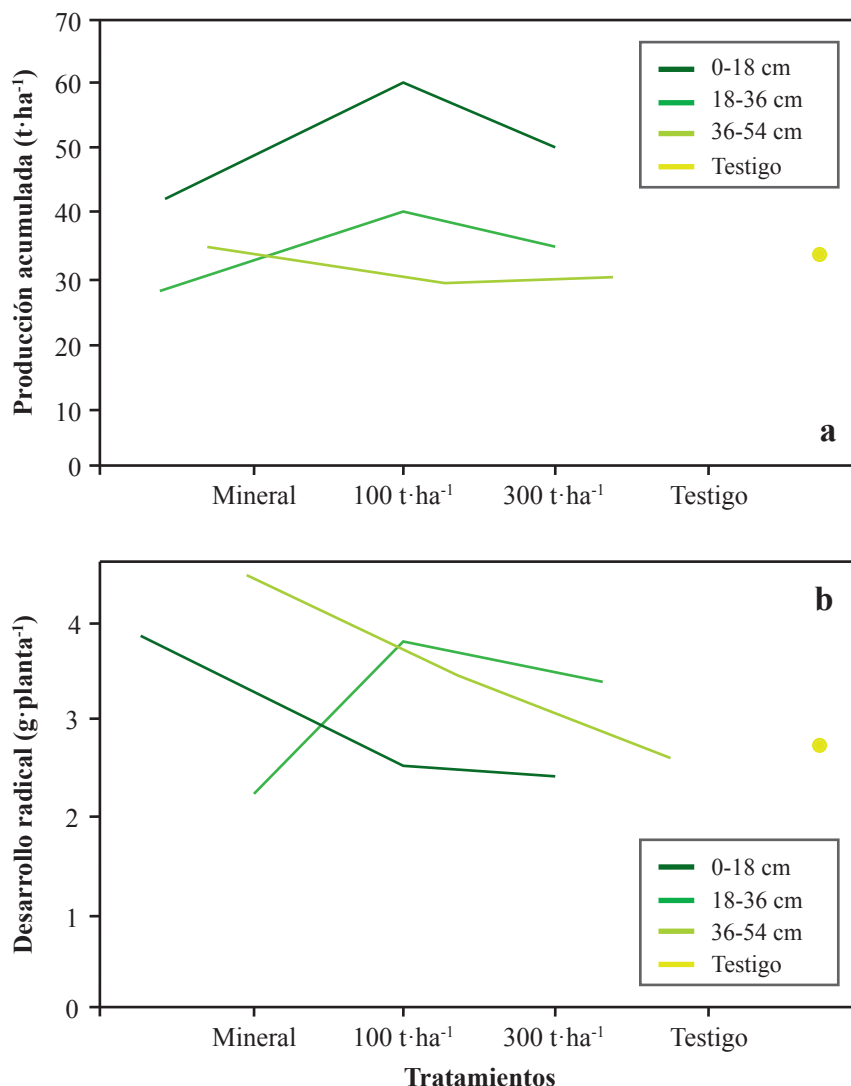 Producción acumulada (t·ha⁻¹)
70
60
50
40
30
20
10
0
0-18 cm
18-36 cm
36-54 cm
Testigo
a
Mineral 100 t·ha⁻¹ 300 t·ha⁻¹ Testigo
Desarrollo radical (g·planta⁻¹)
4
3
2
1
0
b
0-18 cm
18-36 cm
36-54 cm
Testigo
Mineral 100 t·ha⁻¹ 300 t·ha⁻¹ Testigo
Tratamientos